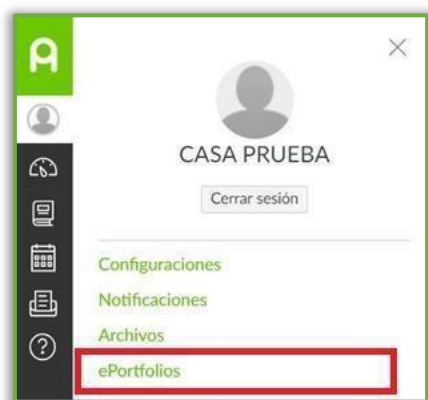 CASA PRUEBA
Cerrar sesión
Configuraciones
Notificaciones
Archivos
ePortfolios